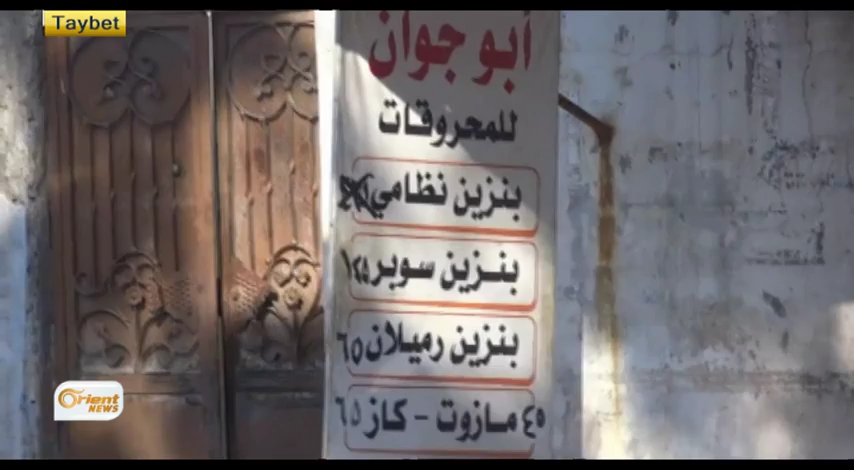 Taybet
أبو جوان
للمحروقات
بنزين نظامي
بنزين سوبر ١٢٥
بنزين رميلان ٦٥
٤٥ مازوت - كاز ٦٥
Orient
NEWS